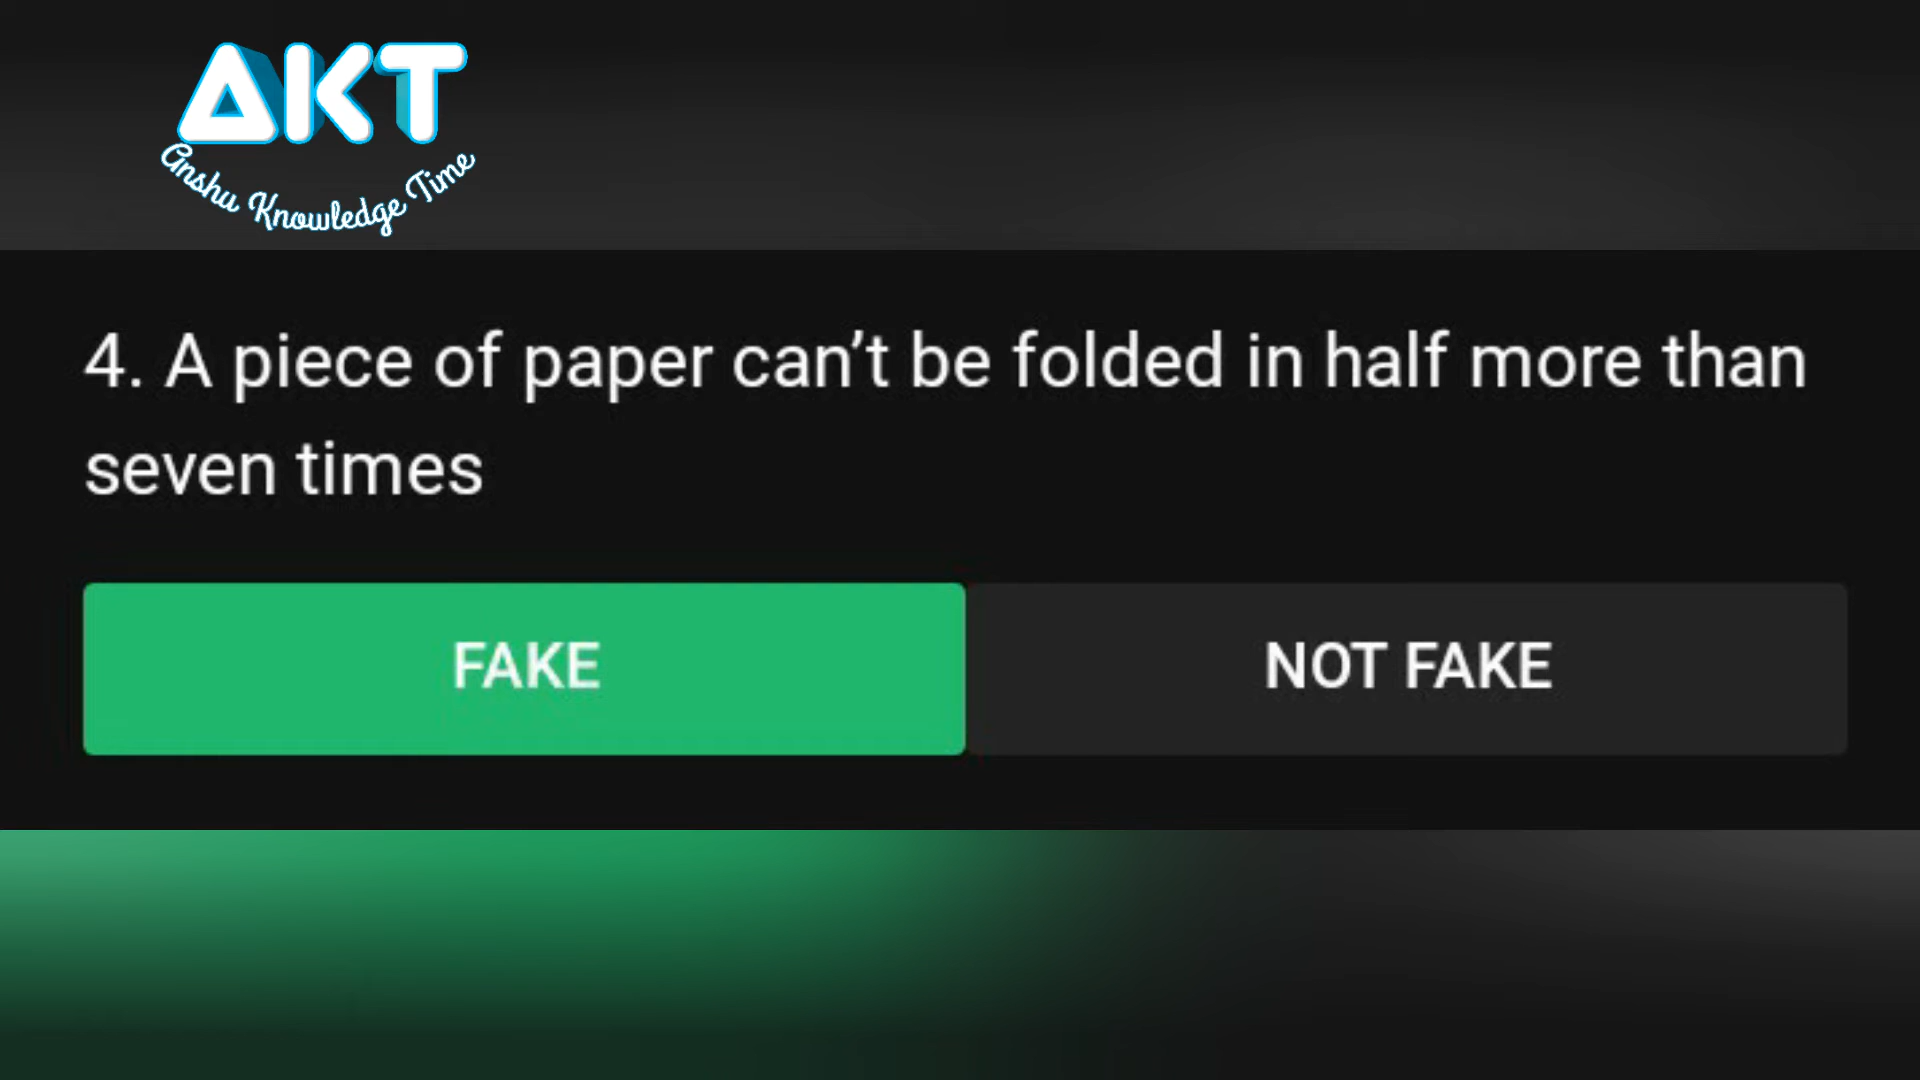 AKT
Anshu Knowledge Time
4. A piece of paper can’t be folded in half more than
seven times
FAKE
NOT FAKE